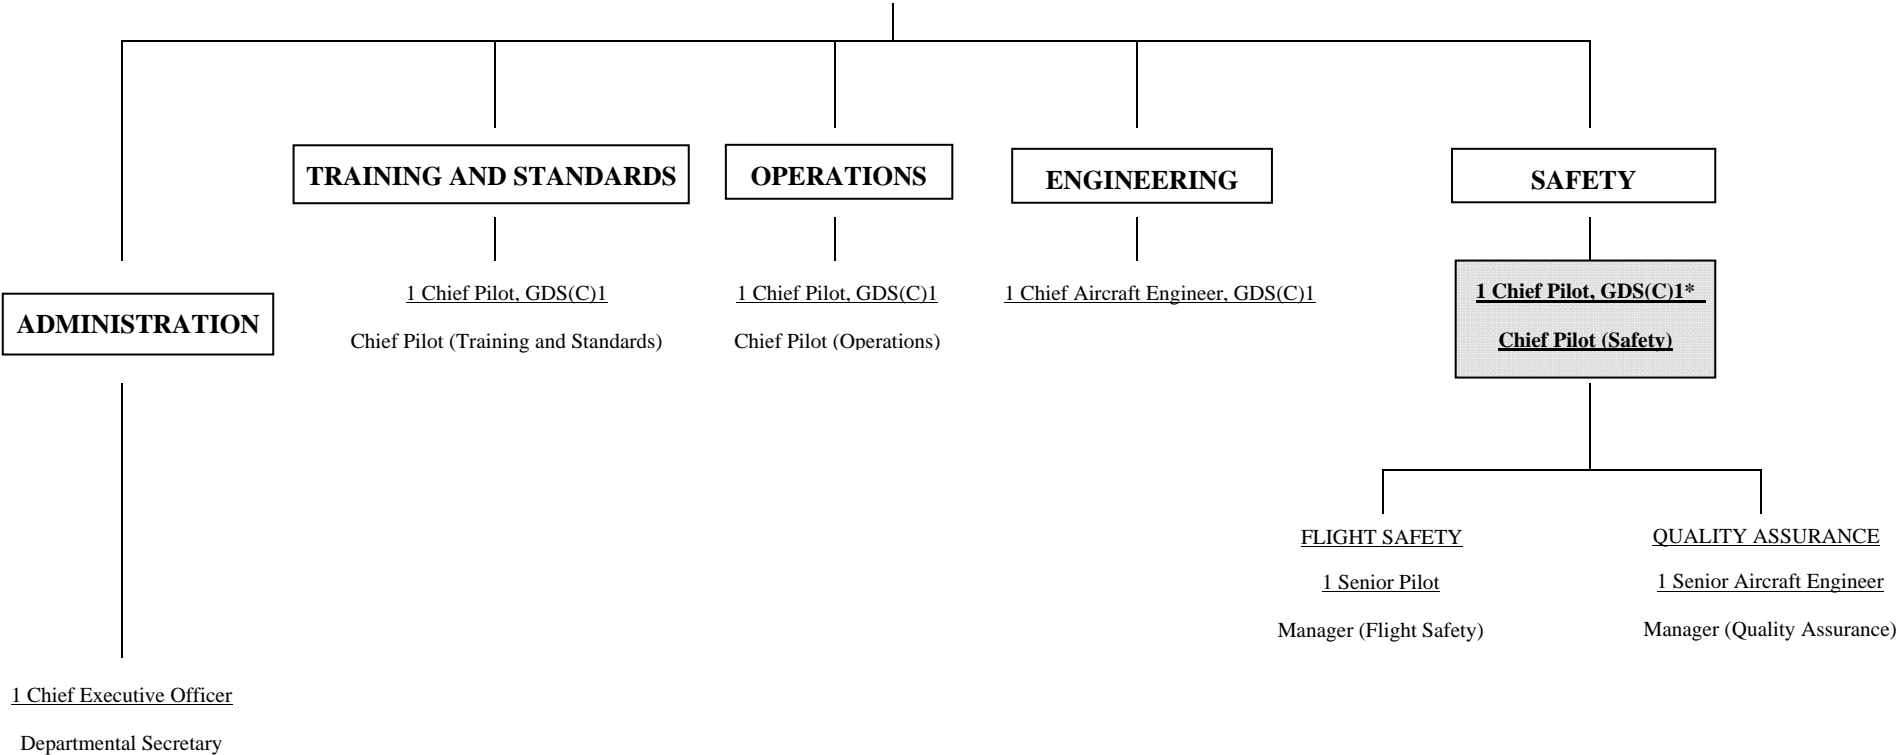 TRAINING AND STANDARDS
OPERATIONS
ENGINEERING
SAFETY
ADMINISTRATION
1 Chief Pilot, GDS(C)1
Chief Pilot (Training and Standards)
1 Chief Pilot, GDS(C)1
Chief Pilot (Operations)
1 Chief Aircraft Engineer, GDS(C)1
1 Chief Pilot, GDS(C)1*
Chief Pilot (Safety)
FLIGHT SAFETY
1 Senior Pilot
Manager (Flight Safety)
QUALITY ASSURANCE
1 Senior Aircraft Engineer
Manager (Quality Assurance)
1 Chief Executive Officer
Departmental Secretary